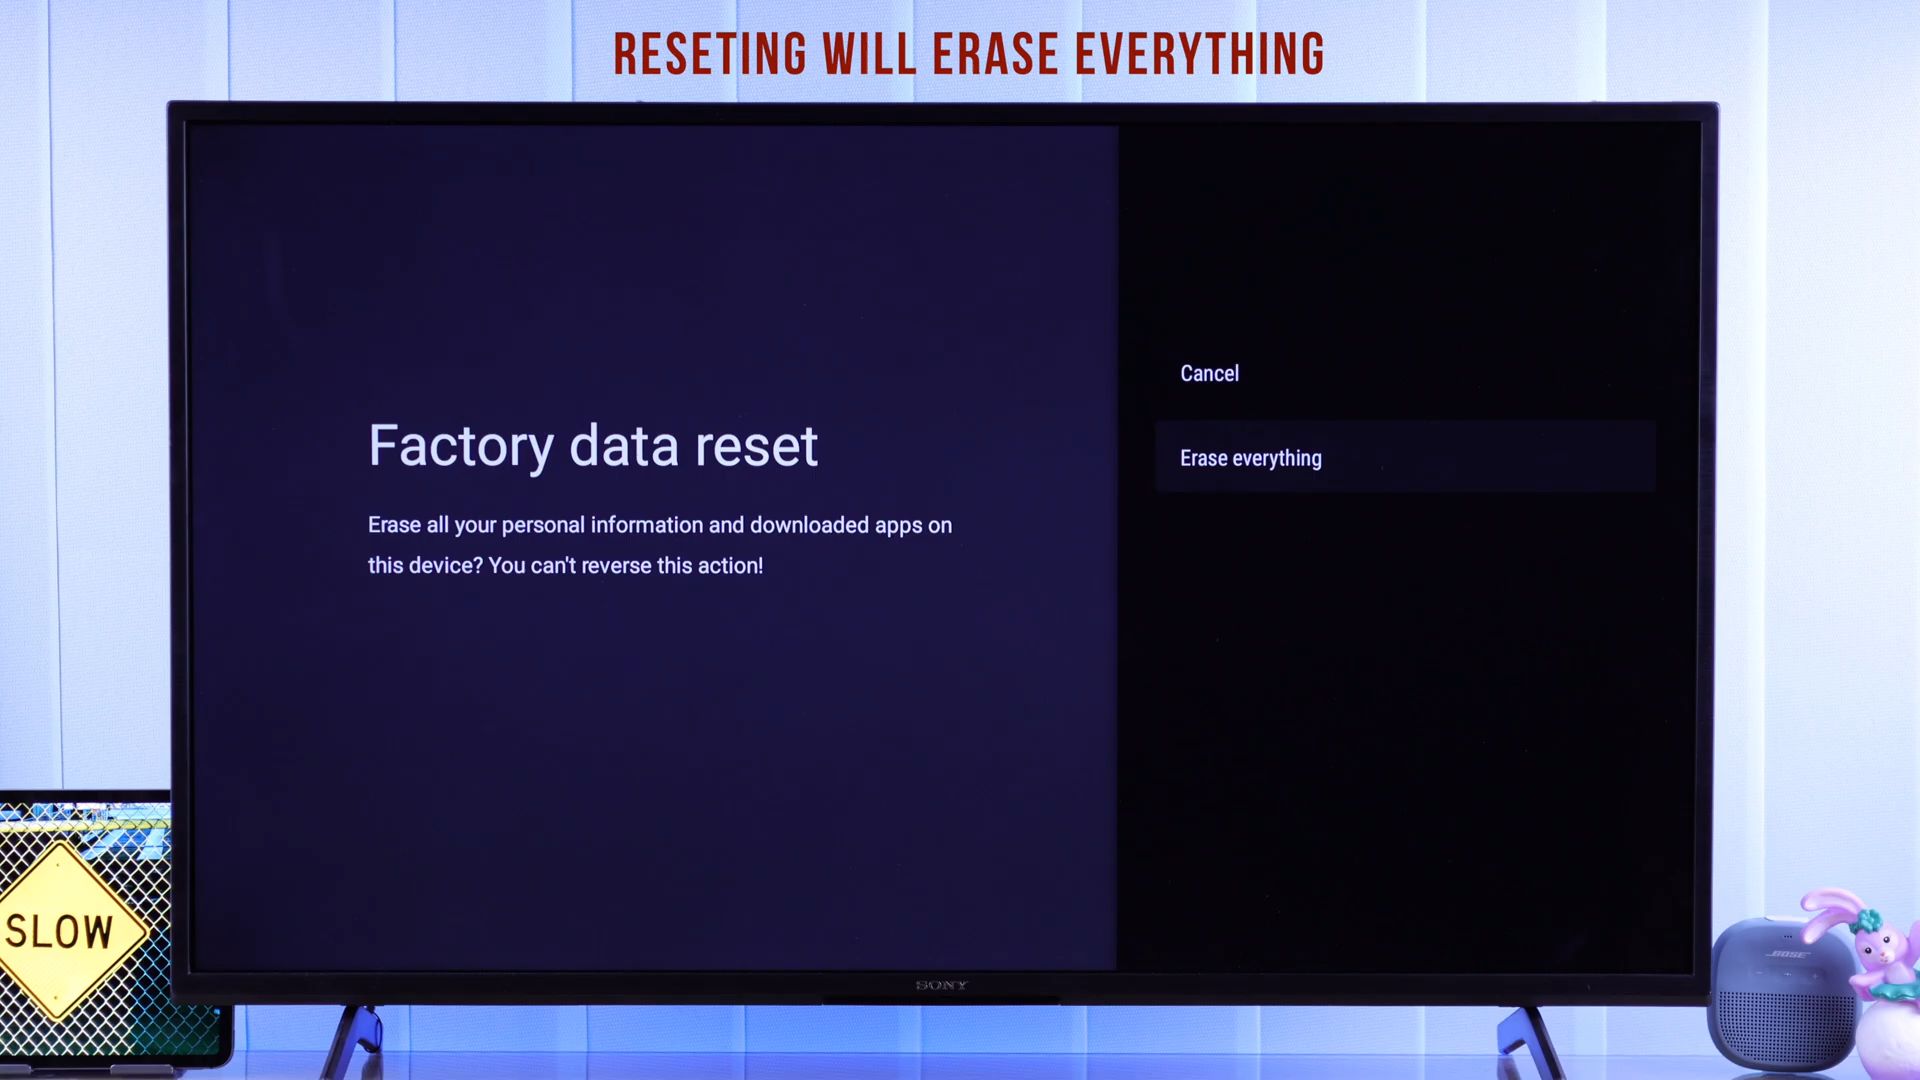 RESETING WILL ERASE EVERYTHING
Factory data reset
Erase all your personal information and downloaded apps on
this device? You can't reverse this action!
Cancel
Erase everything
SLOW
SONY
BOSE